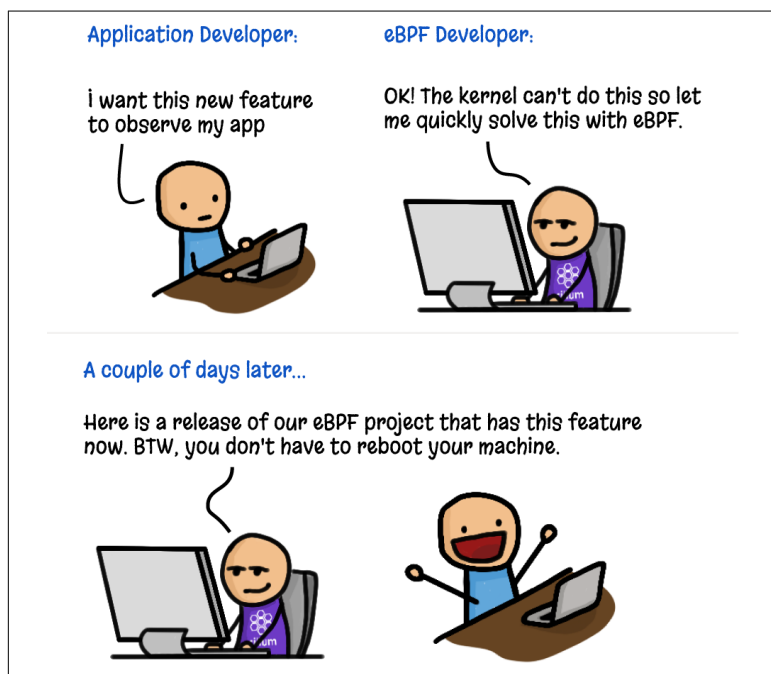 Application Developer:
eBPF Developer:
i want this new feature
to observe my app
OK! The kernel can't do this so let
me quickly solve this with eBPF.
A couple of days later...
Here is a release of our eBPF project that has this feature
now. BTW, you don't have to reboot your machine.